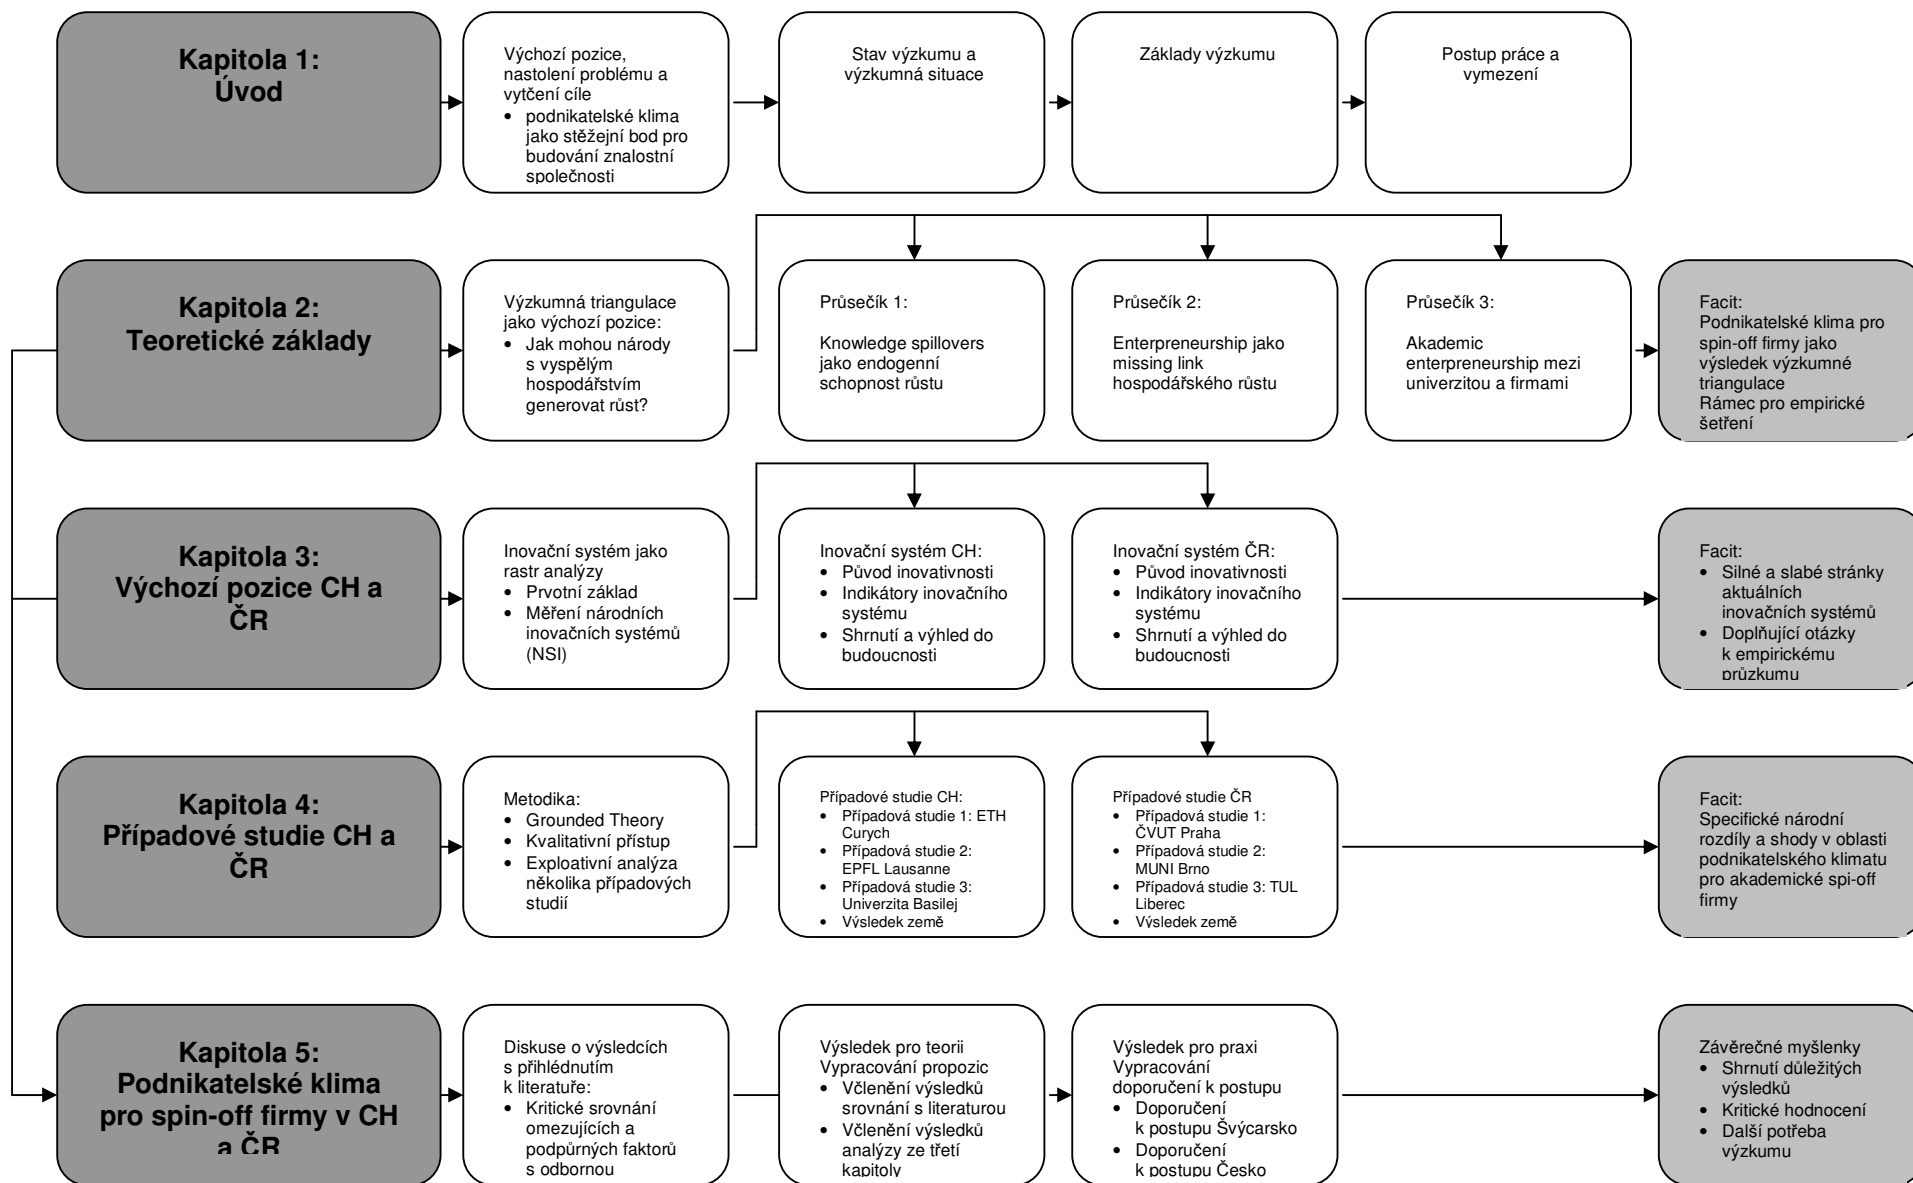 Kapitola 1:
Úvod
Výchozí pozice,
nastolení problému a
vytčení cíle
• podnikatelské klima
jako stěžejní bod pro
budování znalostní
společnosti
Stav výzkumu a
výzkumná situace
Základy výzkumu
Postup práce a
vymezení
Kapitola 2:
Teoretické základy
Výzkumná triangulace
jako výchozí pozice:
• Jak mohou národy
s vyspělým
hospodářstvím
generovat růst?
Průsečík 1:
Knowledge spillovers
jako endogenní
schopnost růstu
Průsečík 2:
Enterpreneurship jako
missing link
hospodářského růstu
Průsečík 3:
Akademic
enterpreneurship mezi
univerzitou a firmami
Facit:
Podnikatelské klima pro
spin-off firmy jako
výsledek výzkumné
triangulace
Rámec pro empirické
šetření
Kapitola 3:
Výchozí pozice CH a
ČR
Inovační systém jako
rastr analýzy
• Prvotní základ
• Měření národních
inovačních systémů
(NSI)
Inovační systém CH:
• Původ inovativnosti
• Indikátory inovačního
systému
• Shrnutí a výhled do
budoucnosti
Inovační systém ČR:
• Původ inovativnosti
• Indikátory inovačního
systému
• Shrnutí a výhled do
budoucnosti
Facit:
• Silné a slabé stránky
aktuálních
inovačních systémů
• Doplňující otázky
k empirickému
průzkumu
Kapitola 4:
Případové studie CH a
ČR
Metodika:
• Grounded Theory
• Kvalitativní přístup
• Exploativní analýza
několika případových
studií
Případové studie CH:
• Případová studie 1: ETH
Curych
• Případová studie 2:
EPFL Lausanne
• Případová studie 3:
Univerzita Basilej
• Výsledek země
Případové studie ČR
• Případová studie 1:
ČVUT Praha
• Případová studie 2:
MUNI Brno
• Případová studie 3: TUL
Liberec
• Výsledek země
Facit:
Specifické národní
rozdíly a shody v oblasti
podnikatelského klimatu
pro akademické spi-off
firmy
Kapitola 5:
Podnikatelské klima
pro spin-off firmy v CH
a ČR
Diskuse o výsledcích
s přihlédnutím
k literatuře:
• Kritické srovnání
omezujících a
podpůrných faktorů
s odbornou
Výsledek pro teorii
Vypracování propozic
• Včlenění výsledků
srovnání s literaturou
• Včlenění výsledků
analýzy ze třetí
kapitoly
Výsledek pro praxi
Vypracování
doporučení k postupu
• Doporučení
k postupu Švýcarsko
• Doporučení
k postupu Česko
Závěrečné myšlenky
• Shrnutí důležitých
výsledků
• Kritické hodnocení
• Další potřeba
výzkumu